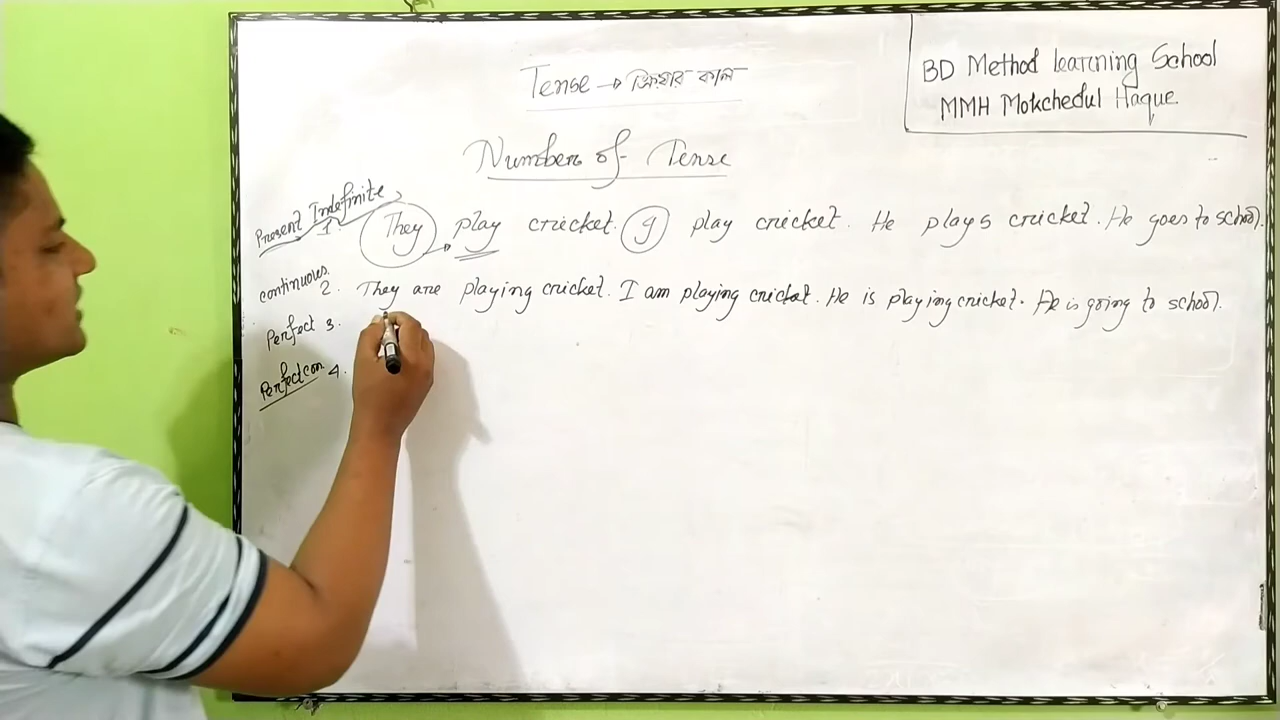 BD Method learning School
MMH Mokchedul Haque.
Tense → ক্রিয়ার কাল
Number of Tense
Present Indefinite
1 They play cricket. I play cricket. He plays cricket. He goes to school.
continuous. 2. They are playing cricket. I am playing cricket. He is playing cricket. He is going to school.
Perfect 3.
Perfect con. 4.